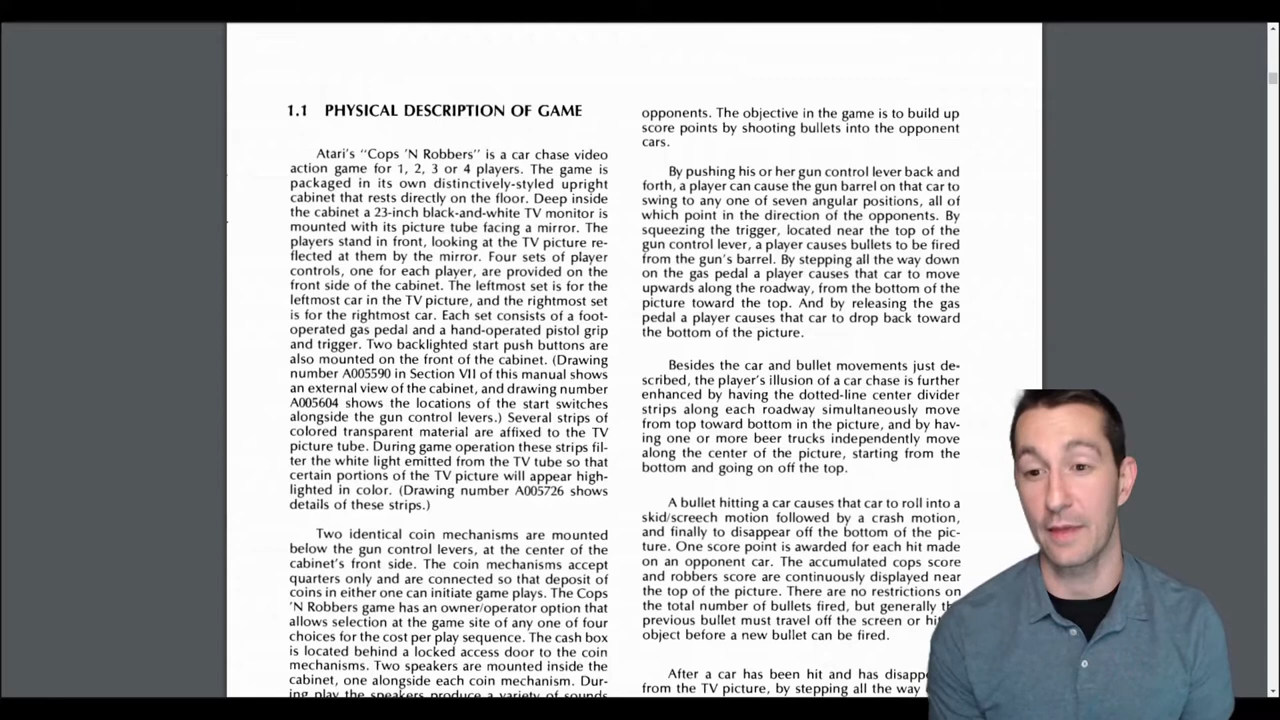 1.1 PHYSICAL DESCRIPTION OF GAME
Atari's "Cops 'N Robbers" is a car chase video
action game for 1, 2, 3 or 4 players. The game is
packaged in its own distinctively-styled upright
cabinet that rests directly on the floor. Deep inside
the cabinet a 23-inch black-and-white TV monitor is
mounted with its picture tube facing a mirror. The
players stand in front, looking at the TV picture re-
flected at them by the mirror. Four sets of player
controls, one for each player, are provided on the
front side of the cabinet. The leftmost set is for the
leftmost car in the TV picture, and the rightmost set
is for the rightmost car. Each set consists of a foot-
operated gas pedal and a hand-operated pistol grip
and trigger. Two backlighted start push buttons are
also mounted on the front of the cabinet. (Drawing
number A005590 in Section VII of this manual shows
an external view of the cabinet, and drawing number
A005604 shows the locations of the start switches
alongside the gun control levers.) Several strips of
colored transparent material are affixed to the TV
picture tube. During game operation these strips fil-
ter the white light emitted from the TV tube so that
certain portions of the TV picture will appear high-
lighted in color. (Drawing number A005726 shows
details of these strips.)
Two identical coin mechanisms are mounted
below the gun control levers, at the center of the
cabinet's front side. The coin mechanisms accept
quarters only and are connected so that deposit of
coins in either one can initiate game plays. The Cops
'N Robbers game has an owner/operator option that
allows selection at the game site of any one of four
choices for the cost per play sequence. The cash box
is located behind a locked access door to the coin
mechanisms. Two speakers are mounted inside the
cabinet, one alongside each coin mechanism. Dur-
ing play the speakers produce a variety of sounds
opponents. The objective in the game is to build up
score points by shooting bullets into the opponent
cars.
By pushing his or her gun control lever back and
forth, a player can cause the gun barrel on that car to
swing to any one of seven angular positions, all of
which point in the direction of the opponents. By
squeezing the trigger, located near the top of the
gun control lever, a player causes bullets to be fired
from the gun's barrel. By stepping all the way down
on the gas pedal a player causes that car to move
upwards along the roadway, from the bottom of the
picture toward the top. And by releasing the gas
pedal a player causes that car to drop back toward
the bottom of the picture.
Besides the car and bullet movements just de-
scribed, the player's illusion of a car chase is further
enhanced by having the dotted-line center divider
strips along each roadway simultaneously move
from top toward bottom in the picture, and by hav-
ing one or more beer trucks independently move
along the center of the picture, starting from the
bottom and going on off the top.
A bullet hitting a car causes that car to roll into a
skid/screech motion followed by a crash motion,
and finally to disappear off the bottom of the pic-
ture. One score point is awarded for each hit made
on an opponent car. The accumulated cops score
and robbers score are continuously displayed near
the top of the picture. There are no restrictions on
the total number of bullets fired, but generally
previous bullet must travel off the screen or
object before a new bullet can be fired.
After a car has been hit and has
from the TV picture, by stepping all the way